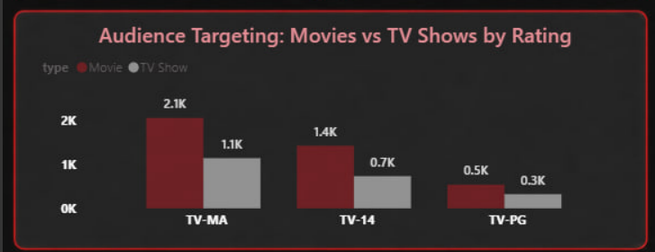 Audience Targeting: Movies vs TV Shows by Rating
type Movie TV Show
2.1K
2K
1.4K
1.1K
1K
0.7K
0.5K
0.3K
0K
TV-MA TV-14 TV-PG